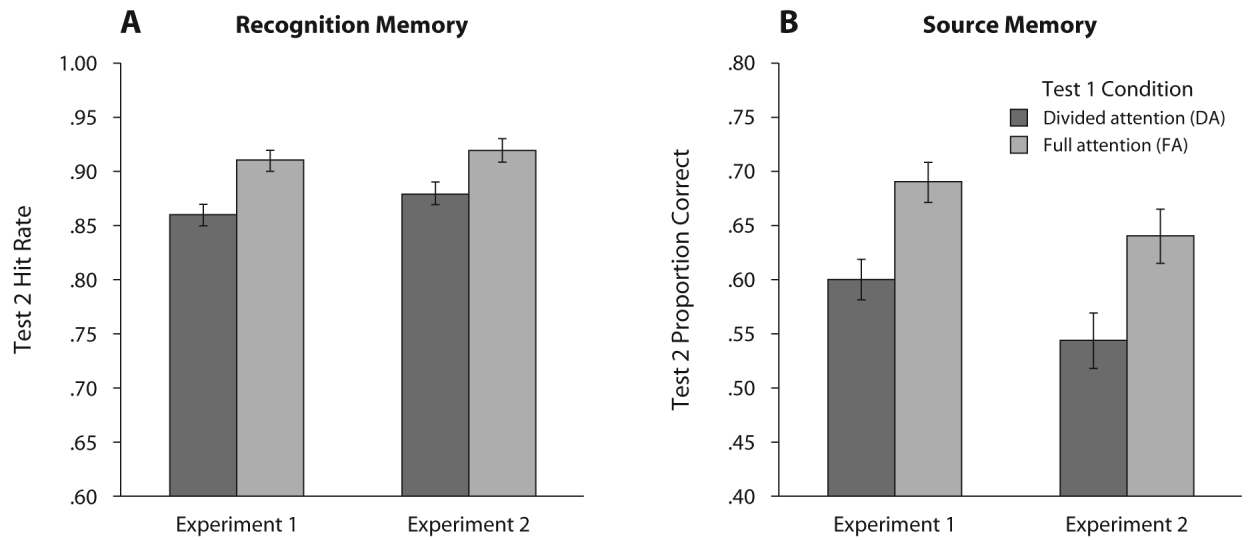 A Recognition Memory
Test 2 Hit Rate
1.00
.95
.90
.85
.80
.75
.70
.65
.60
Experiment 1 Experiment 2
B Source Memory
Test 2 Proportion Correct
.80
.75
.70
.65
.60
.55
.50
.45
.40
Test 1 Condition
Divided attention (DA)
Full attention (FA)
Experiment 1 Experiment 2